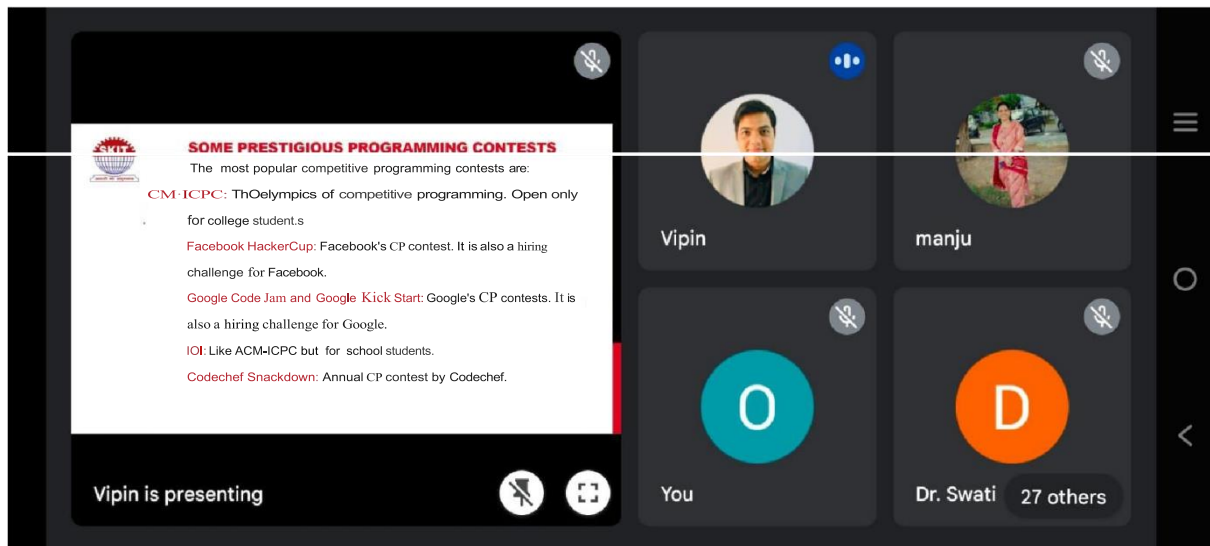 SKIT
SOME PRESTIGIOUS PROGRAMMING CONTESTS
The most popular competitive programming contests are:
CM-ICPC: ThOelympics of competitive programming. Open only
for college student.s
Facebook HackerCup: Facebook's CP contest. It is also a hiring
challenge for Facebook.
Google Code Jam and Google Kick Start: Google's CP contests. It is
also a hiring challenge for Google.
IOI: Like ACM-ICPC but for school students.
Codechef Snackdown: Annual CP contest by Codechef.
Vipin is presenting
Vipin
manju
O
You
D
Dr. Swati
27 others